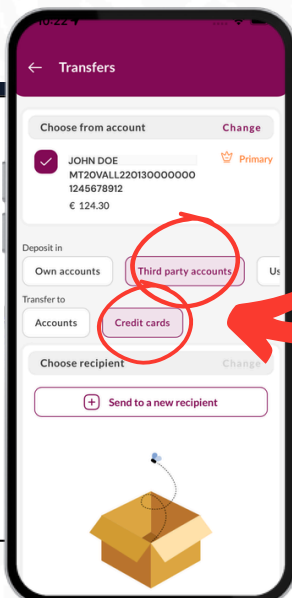 10:22
← Transfers
Choose from account Change
JOHN DOE Primary
MT20VALL220130000000
1245678912
€ 124.30
Deposit in
Own accounts Third party accounts Us
Transfer to
Accounts Credit cards
Choose recipient Change
+ Send to a new recipient